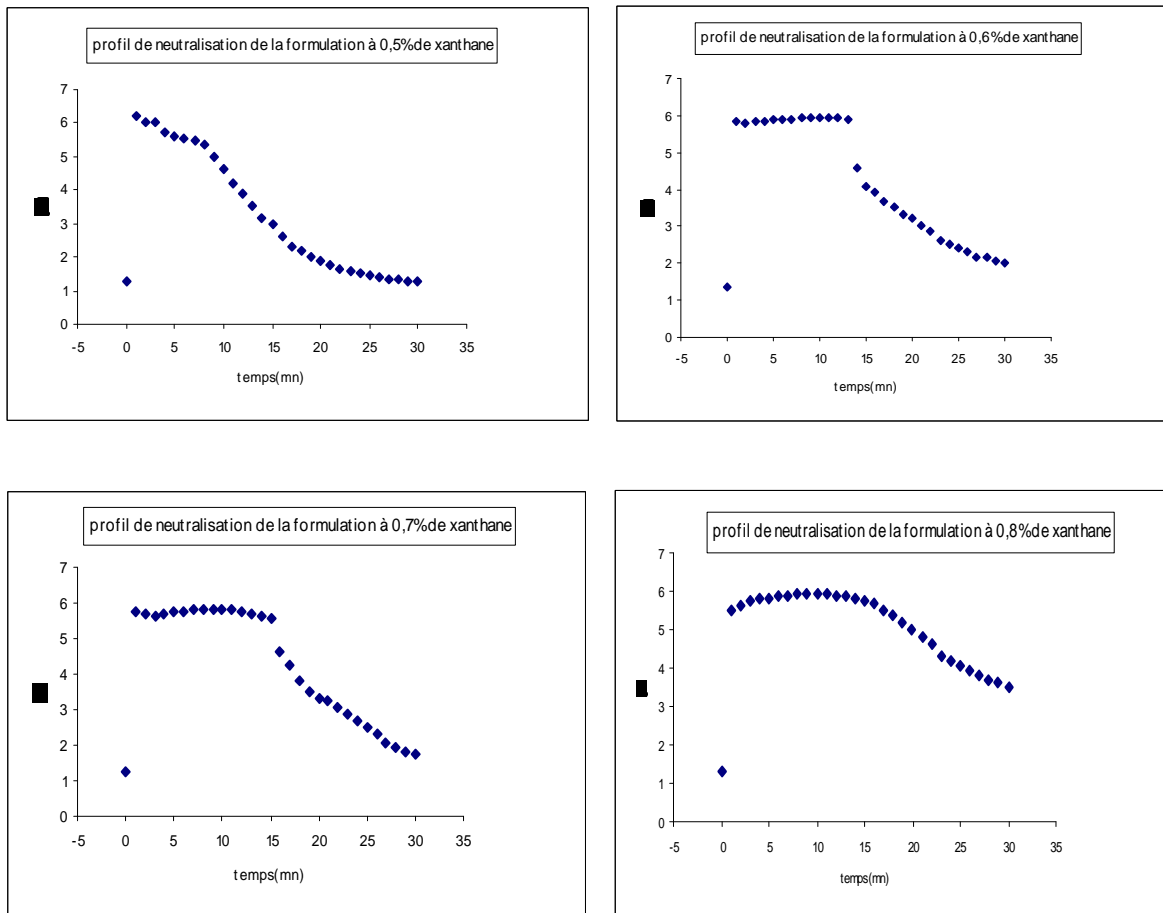 profil de neutralisation de la formulation à 0,5%de xanthane
7
6
5
4
3
2
1
0
-5 0 5 10 15 20 25 30 35
temps(mn)
profil de neutralisation de la formulation à 0,6%de xanthane
7
6
5
4
3
2
1
0
-5 0 5 10 15 20 25 30 35
temps(mn)
profil de neutralisation de la formulation à 0,7%de xanthane
7
6
5
4
3
2
1
0
-5 0 5 10 15 20 25 30 35
temps(mn)
profil de neutralisation de la formulation à 0,8%de xanthane
7
6
5
4
3
2
1
0
-5 0 5 10 15 20 25 30 35
temps(mn)